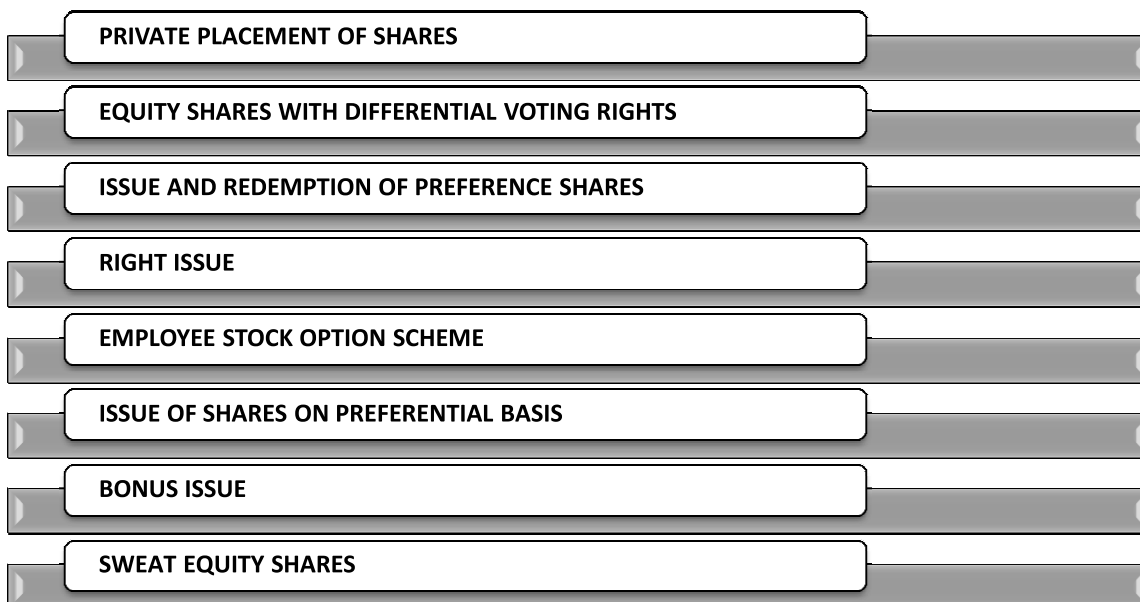 PRIVATE PLACEMENT OF SHARES
EQUITY SHARES WITH DIFFERENTIAL VOTING RIGHTS
ISSUE AND REDEMPTION OF PREFERENCE SHARES
RIGHT ISSUE
EMPLOYEE STOCK OPTION SCHEME
ISSUE OF SHARES ON PREFERENTIAL BASIS
BONUS ISSUE
SWEAT EQUITY SHARES